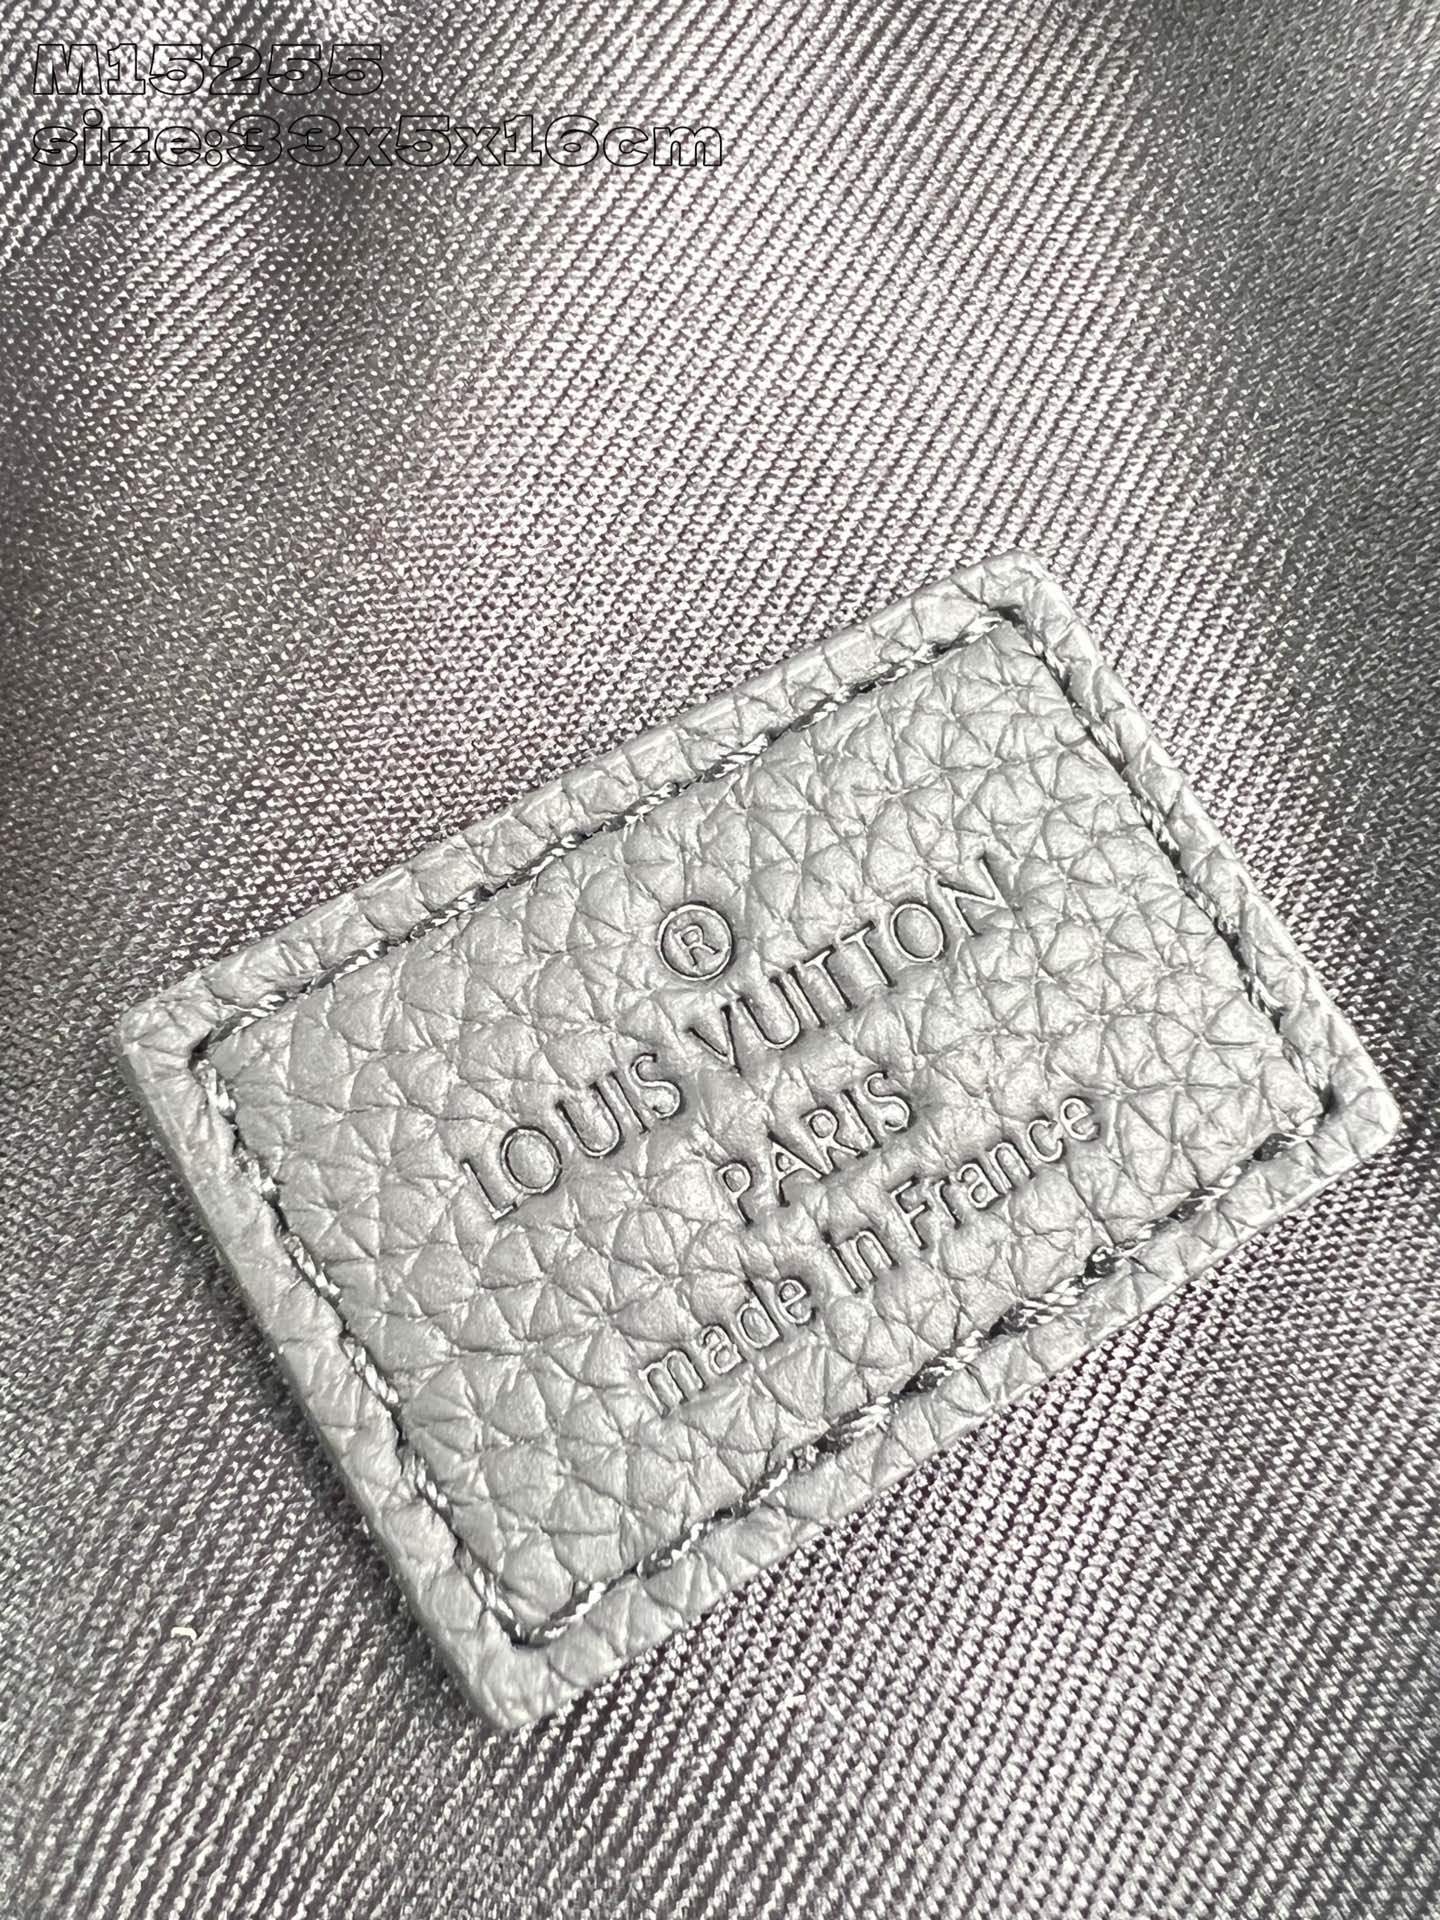 M15255
size:33x5x16cm
®
LOUIS VUITTON
PARIS
made in France